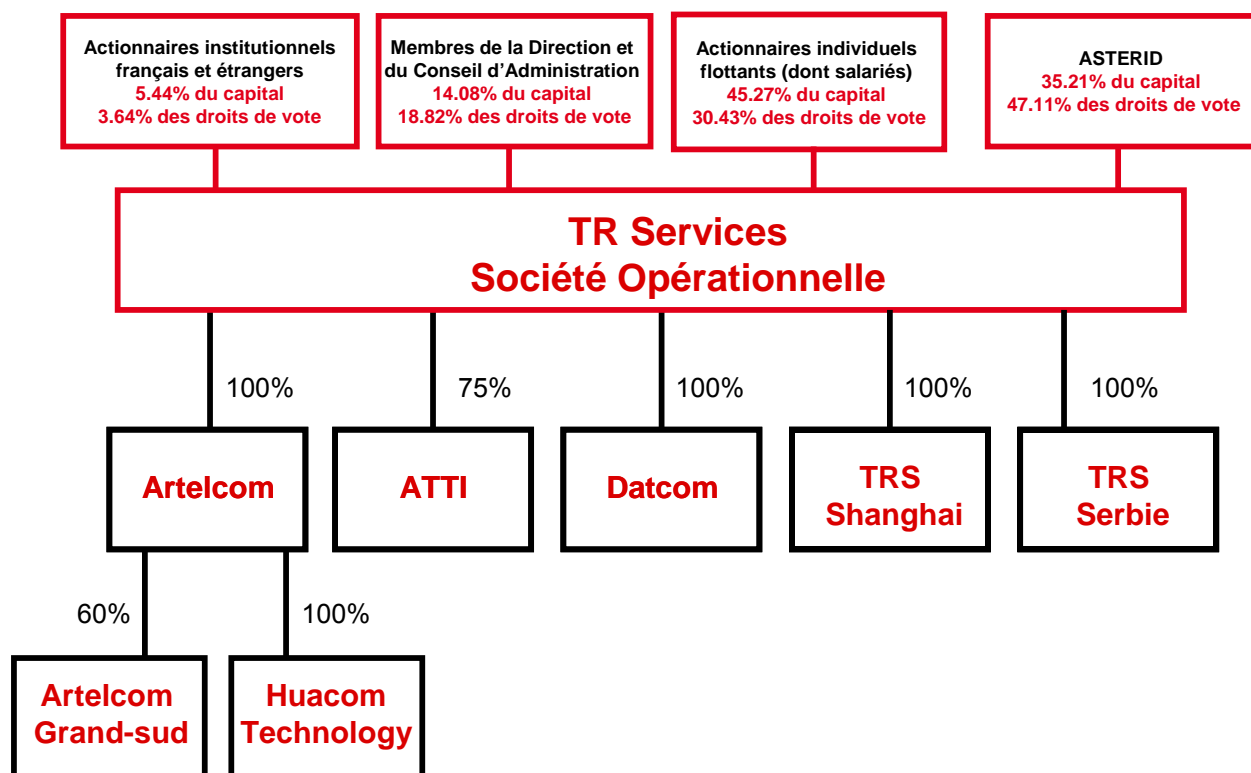 Actionnaires institutionnels
français et étrangers
5.44% du capital
3.64% des droits de vote
Membres de la Direction et
du Conseil d'Administration
14.08% du capital
18.82% des droits de vote
Actionnaires individuels
flottants (dont salariés)
45.27% du capital
30.43% des droits de vote
ASTERID
35.21% du capital
47.11% des droits de vote
TR Services
Société Opérationnelle
100%
75%
100%
100%
100%
Artelcom
ATTI
Datcom
TRS
Shanghai
TRS
Serbie
60%
100%
Artelcom
Grand-sud
Huacom
Technology